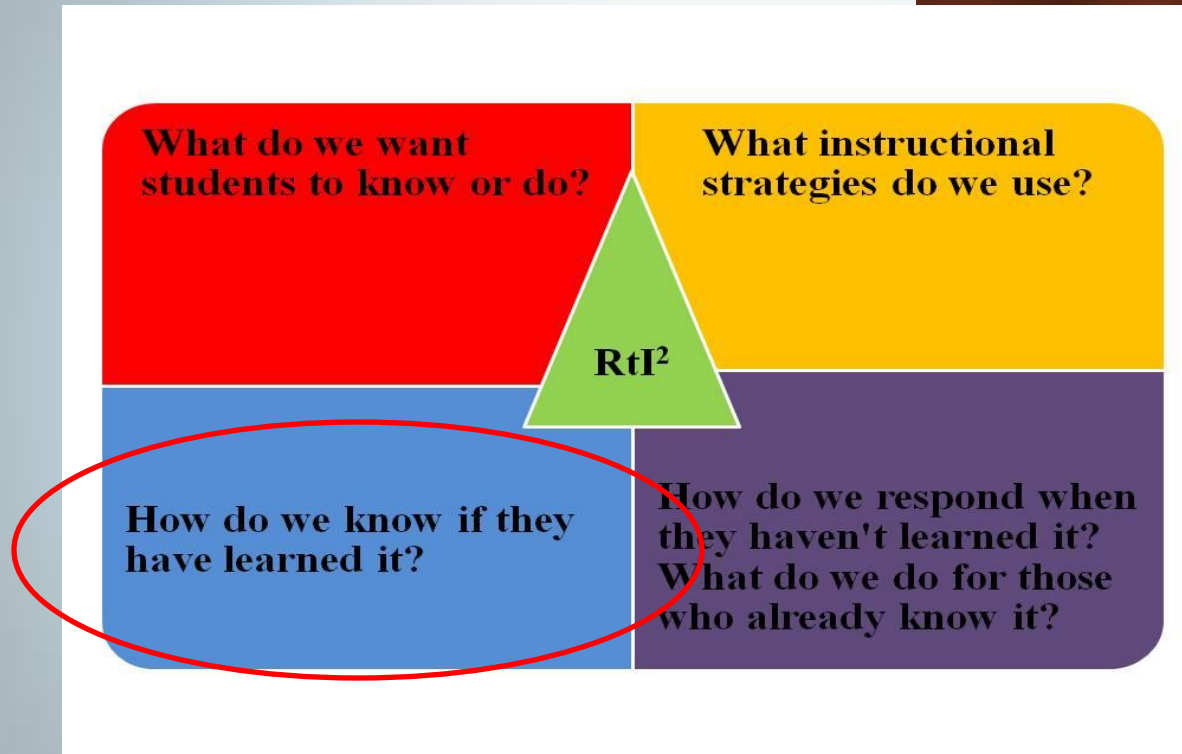 What do we want
students to know or do?
What instructional
strategies do we use?
RtI²
How do we know if they
have learned it?
How do we respond when
they haven't learned it?
What do we do for those
who already know it?